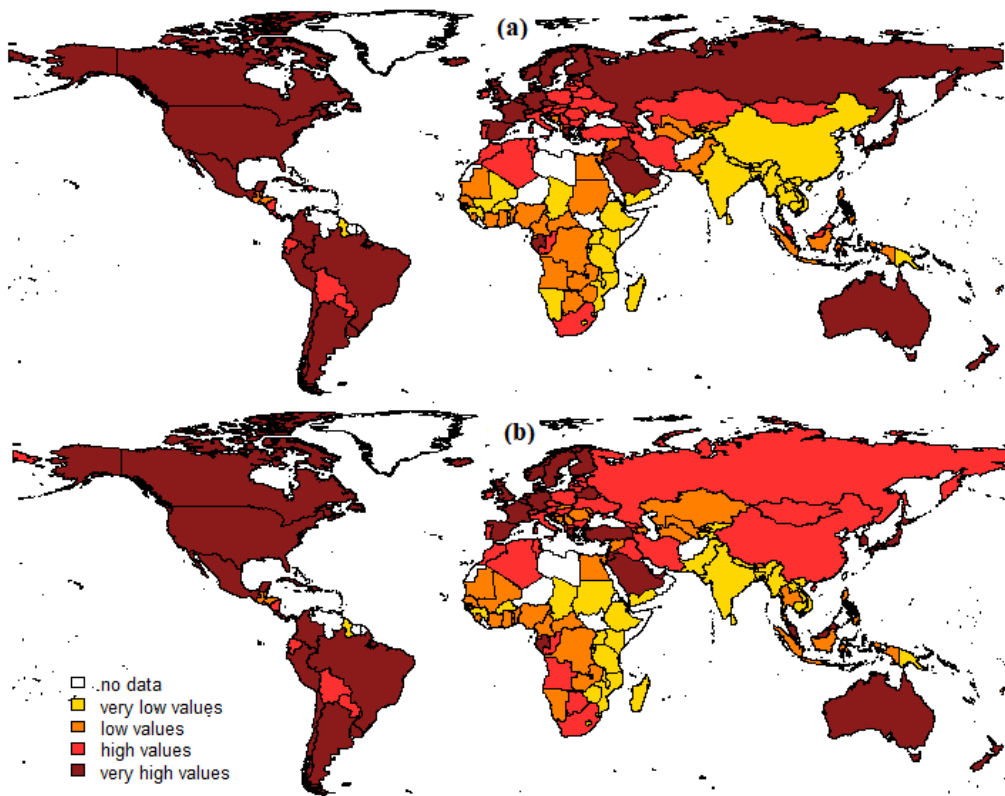 (a)
(b)
.no data
very low values
low values
high values
very high values